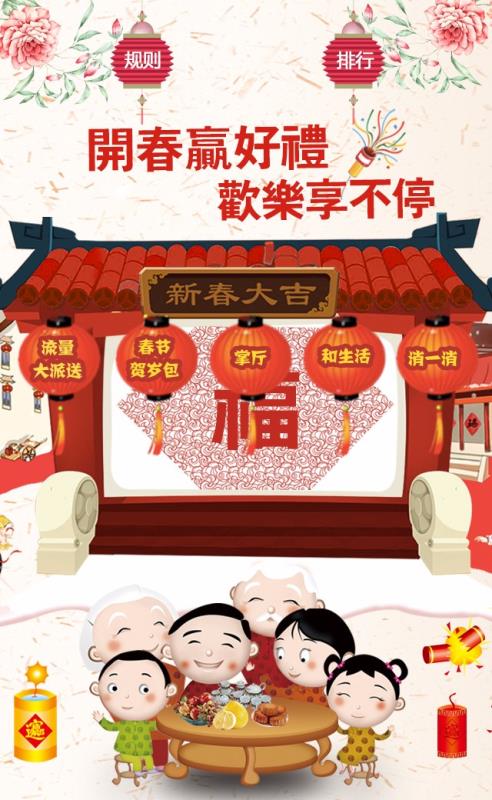 规则
排行
開春贏好禮
歡樂享不停
新春大吉
流量
大派送
春节
贺岁包
掌厅
和生活
消一消
福